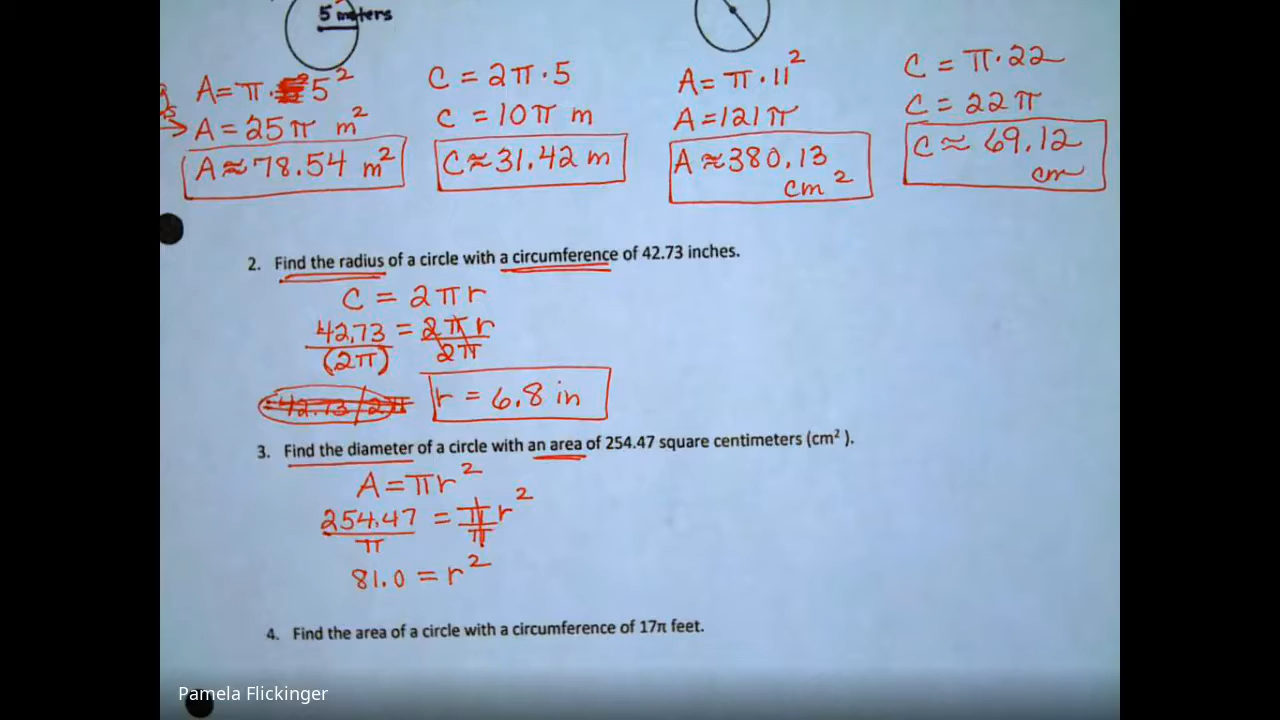 5 meters
A = π · 5²
A = 25π m²
A ≈ 78.54 m²
C = 2π · 5
C = 10π m
C ≈ 31.42 m
A = π · 11²
A = 121π
A ≈ 380.13
cm²
C = π · 22
C = 22π
C ≈ 69.12
cm
2. Find the radius of a circle with a circumference of 42.73 inches.
C = 2πr
42.73 = 2πr
(2π) 2π
42.73/2π
r = 6.8 in
3. Find the diameter of a circle with an area of 254.47 square centimeters (cm² ).
A = πr²
254.47 = πr²
π π
81.0 = r²
4. Find the area of a circle with a circumference of 17π feet.
Pamela Flickinger